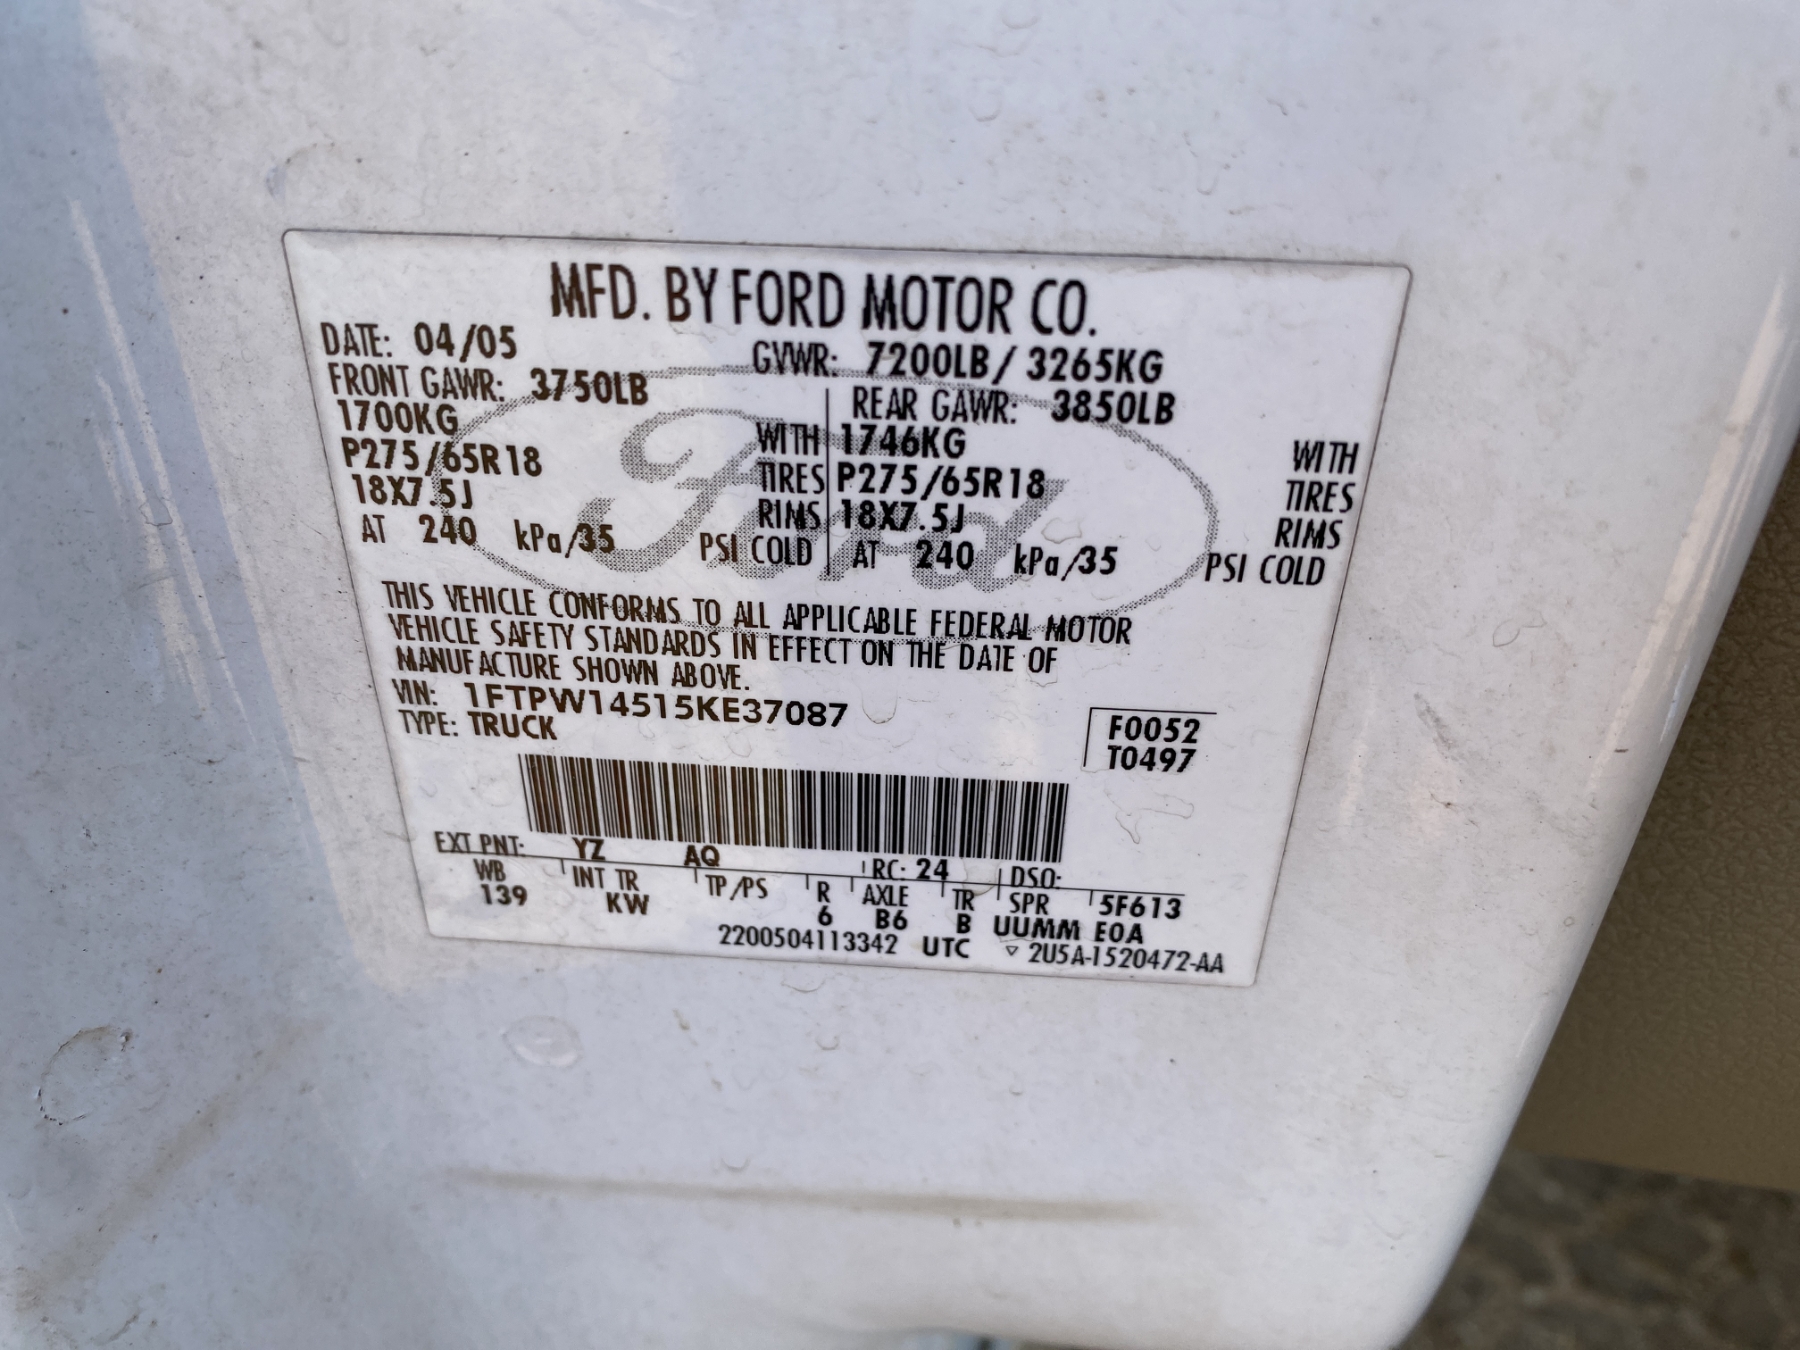 MFD. BY FORD MOTOR CO.
DATE: 04/05 GVWR: 7200LB/ 3265KG
FRONT GAWR: 3750LB REAR GAWR: 3850LB
1700KG WITH 1746KG WITH
P275/65R18 TIRES P275/65R18 TIRES
18X7.5J RIMS 18X7.5J RIMS
AT 240 kPa/35 PSI COLD AT 240 kPa/35 PSI COLD
Ford
THIS VEHICLE CONFORMS TO ALL APPLICABLE FEDERAL MOTOR
VEHICLE SAFETY STANDARDS IN EFFECT ON THE DATE OF
MANUFACTURE SHOWN ABOVE.
VIN: 1FTPW14515KE37087
TYPE: TRUCK
F0052
T0497
EXT PNT: YZ AQ RC: 24 DSO:
WB INT TR TP/PS R AXLE TR SPR 5F613
139 KW 6 B6 B UUMM E0A
2200504113342 UTC ▽ 2U5A-1520472-AA